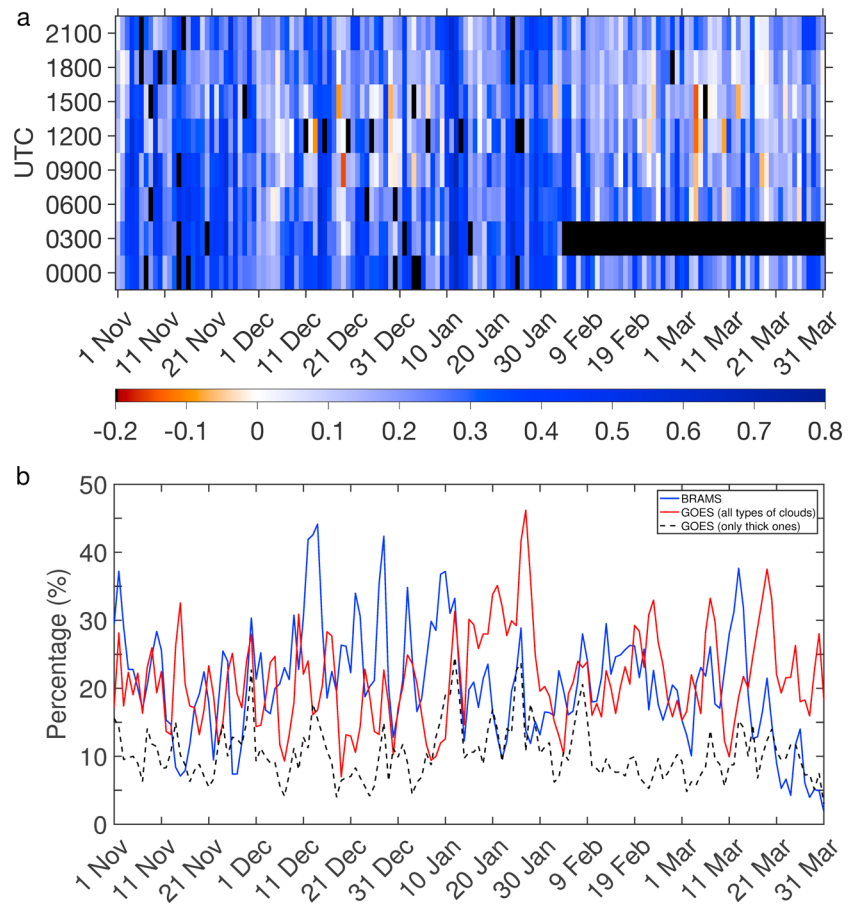 a
2100
1800
1500
UTC
1200
0900
0600
0300
0000
1 Nov 11 Nov 21 Nov 1 Dec 11 Dec 21 Dec 31 Dec 10 Jan 20 Jan 30 Jan 9 Feb 19 Feb 1 Mar 11 Mar 31 Mar
-0.2 -0.1 0 0.1 0.2 0.3 0.4 0.5 0.6 0.7 0.8
b
50
BRAMS
GOES (all types of clouds)
GOES (only thick ones)
40
30
Percentage (%)
20
10
0
1 Nov 11 Nov 21 Nov 1 Dec 11 Dec 21 Dec 31 Dec 10 Jan 20 Jan 30 Jan 9 Feb 19 Feb 1 Mar 11 Mar 21 Mar 31 Mar